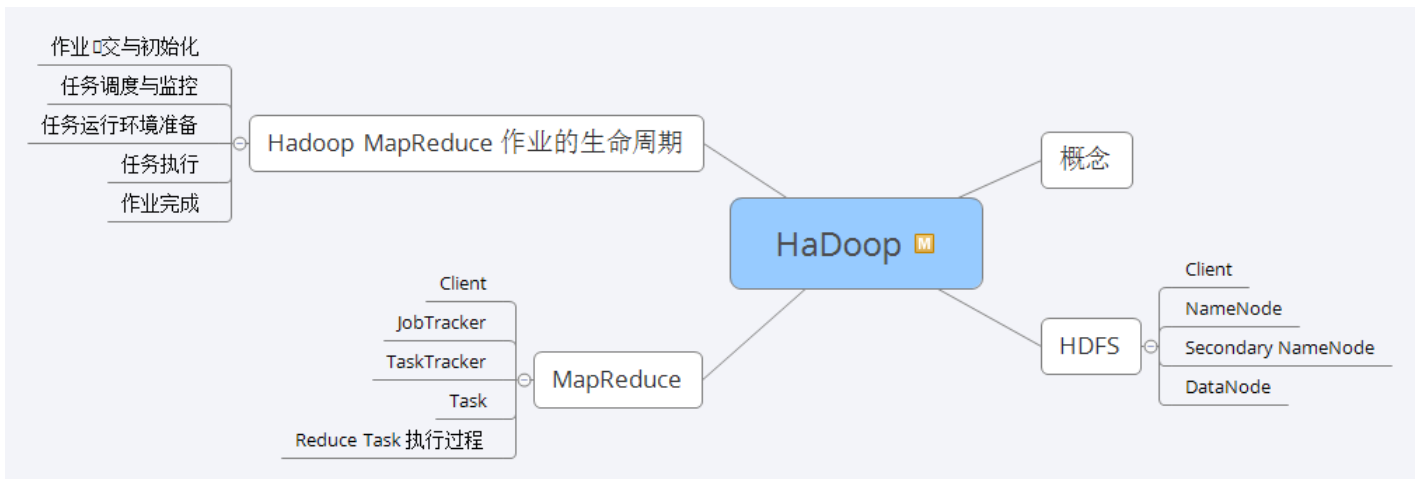 作业▯交与初始化
任务调度与监控
任务运行环境准备
任务执行
作业完成
Hadoop MapReduce 作业的生命周期
概念
HaDoop M
Client
NameNode
Secondary NameNode
DataNode
HDFS
Client
JobTracker
TaskTracker
Task
Reduce Task 执行过程
MapReduce